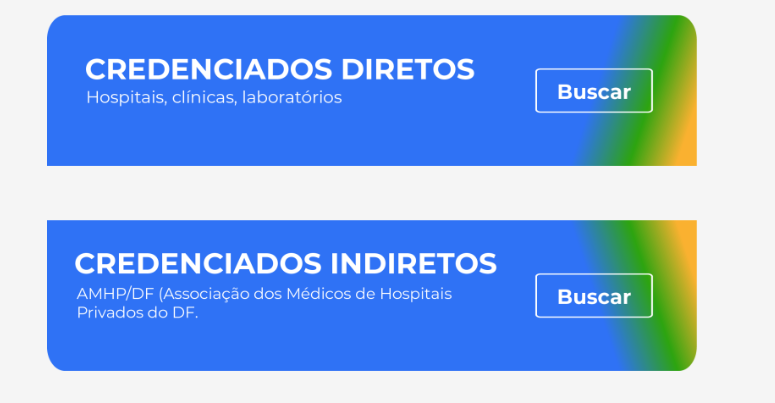 CREDENCIADOS DIRETOS
Hospitais, clínicas, laboratórios
Buscar
CREDENCIADOS INDIRETOS
AMHP/DF (Associação dos Médicos de Hospitais
Privados do DF.
Buscar